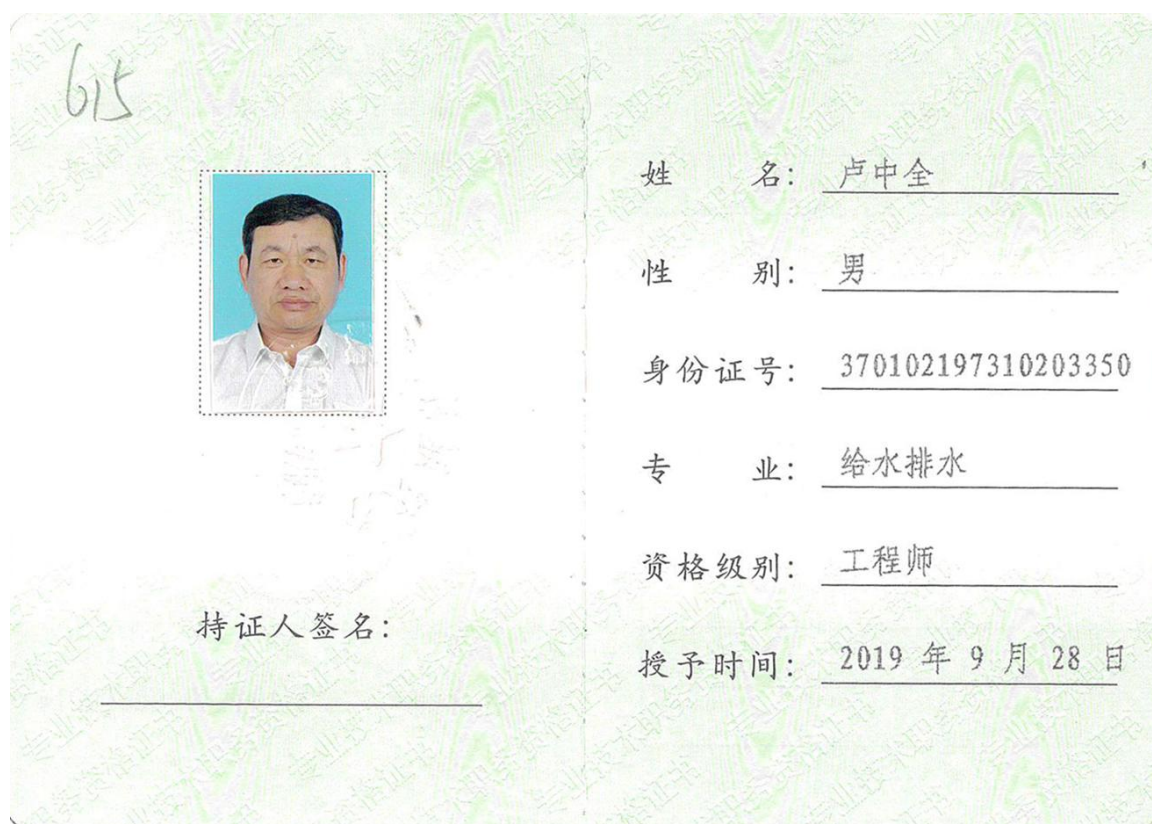 615
持证人签名：
姓 名： 卢中全
性 别： 男
身份证号： 370102197310203350
专 业： 给水排水
资格级别： 工程师
授予时间： 2019 年 9 月 28 日